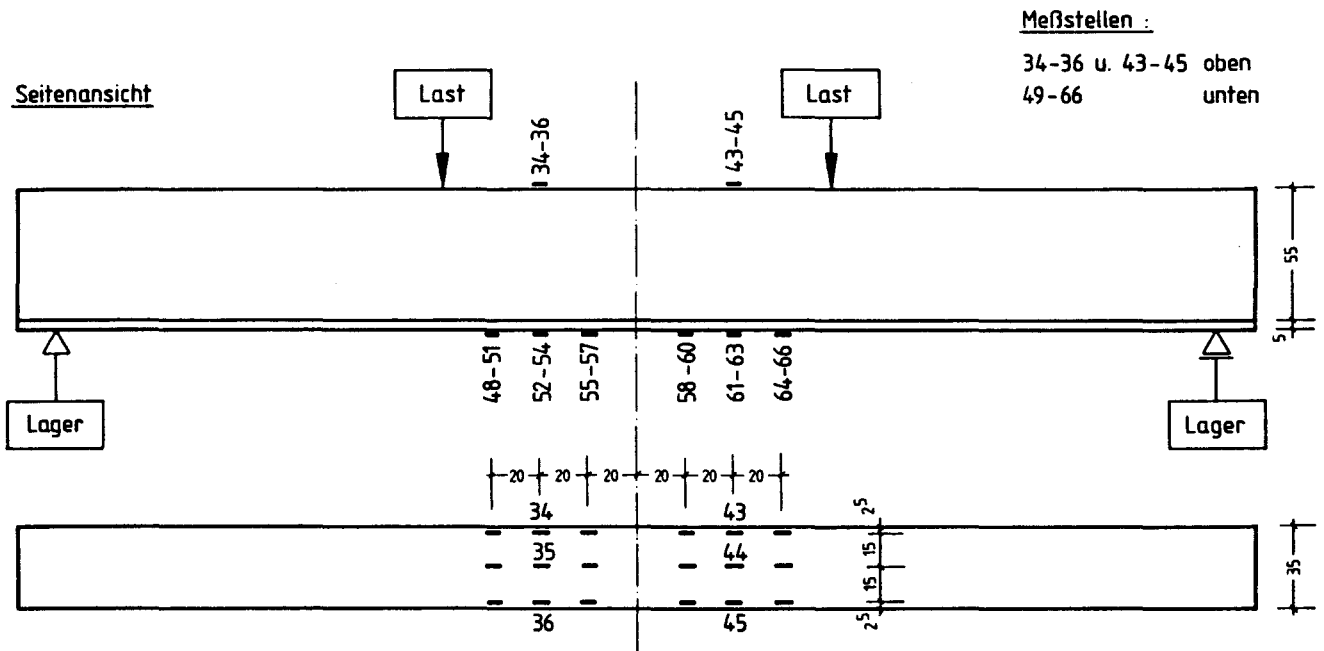 Meßstellen :
34-36 u. 43-45 oben
49-66 unten
Seitenansicht
Last
Last
34-36
43-45
55
5
48-51
52-54
55-57
58-60
61-63
64-66
Lager
Lager
20 20 20 20 20
34
43
2⁵
35
44
15
35
15
36
45
2⁵